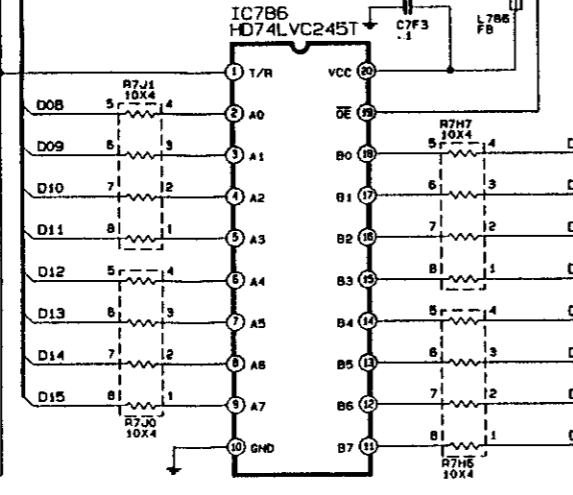 IC7B6
HD74LVC245T
C7F3
.1
L7B6
FB
1 T/R
VCC 20
R7J1
10X4
D08 5 4 2 A0
OE 19
R7H7
10X4
D09 6 3 3 A1
B0 18 5 4 D
D10 7 2 4 A2
B1 17 6 3 D
D11 8 1 5 A3
B2 16 7 2 D
D12 5 4 6 A4
B3 15 8 1 D
D13 6 3 7 A5
B4 14 5 4 D
D14 7 2 8 A6
B5 13 6 3 D
D15 8 1 9 A7
B6 12 7 2 D
R7J0
10X4
10 GND
B7 11 8 1 D
R7H6
10X4